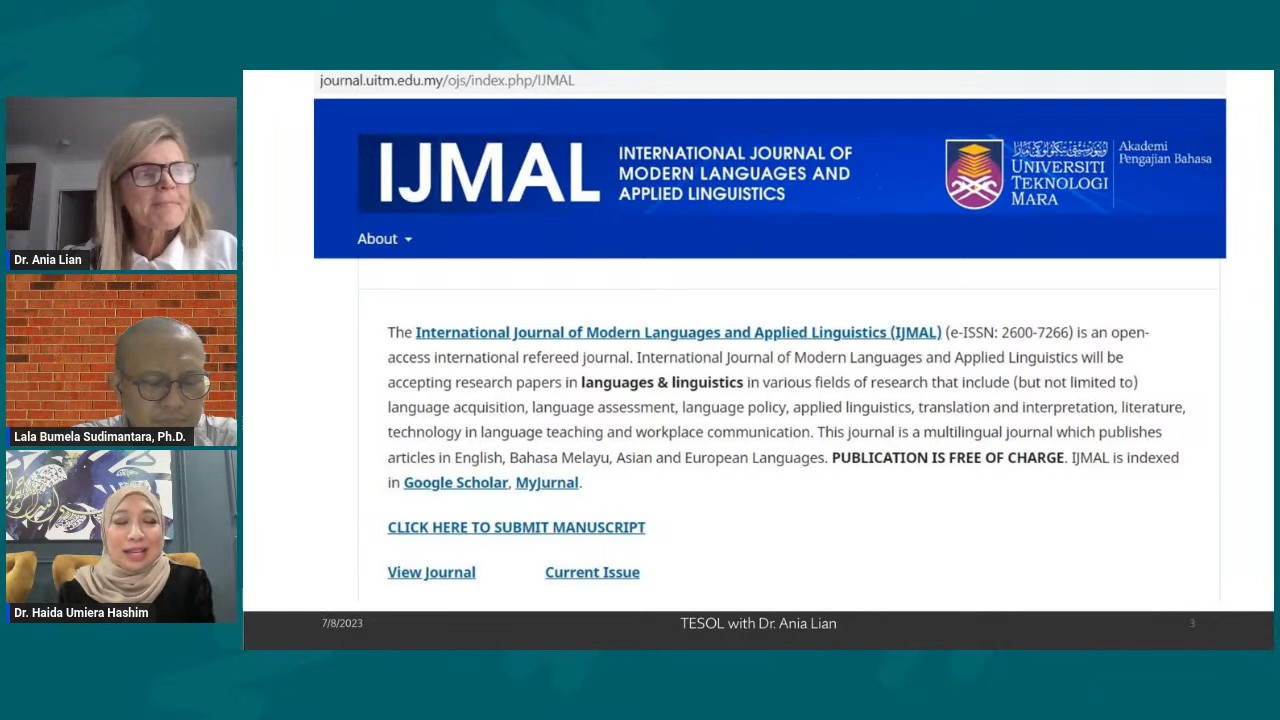 Dr. Ania Lian
Lala Bumela Sudimantara, Ph.D.
Dr. Haida Umiera Hashim
journal.uitm.edu.my/ojs/index.php/IJMAL
IJMAL
INTERNATIONAL JOURNAL OF
MODERN LANGUAGES AND
APPLIED LINGUISTICS
UNIVERSITI
TEKNOLOGI
MARA
Akademi
Pengajian Bahasa
About
The International Journal of Modern Languages and Applied Linguistics (IJMAL) (e-ISSN: 2600-7266) is an open-
access international refereed journal. International Journal of Modern Languages and Applied Linguistics will be
accepting research papers in languages & linguistics in various fields of research that include (but not limited to)
language acquisition, language assessment, language policy, applied linguistics, translation and interpretation, literature,
technology in language teaching and workplace communication. This journal is a multilingual journal which publishes
articles in English, Bahasa Melayu, Asian and European Languages. PUBLICATION IS FREE OF CHARGE. IJMAL is indexed
in Google Scholar, MyJurnal.
CLICK HERE TO SUBMIT MANUSCRIPT
View Journal
Current Issue
7/8/2023
TESOL with Dr. Ania Lian
3